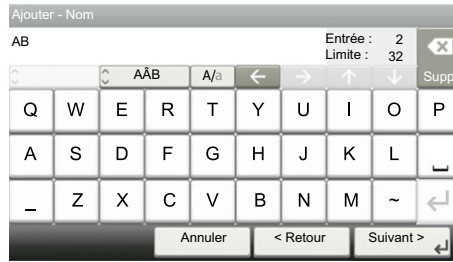 Ajouter - Nom
AB
Entrée : 2
Limite : 32
AÂB A/a ← → ↑ ↓ Supp
Q W E R T Y U I O P
A S D F G H J K L
_ Z X C V B N M ~
Annuler < Retour Suivant >